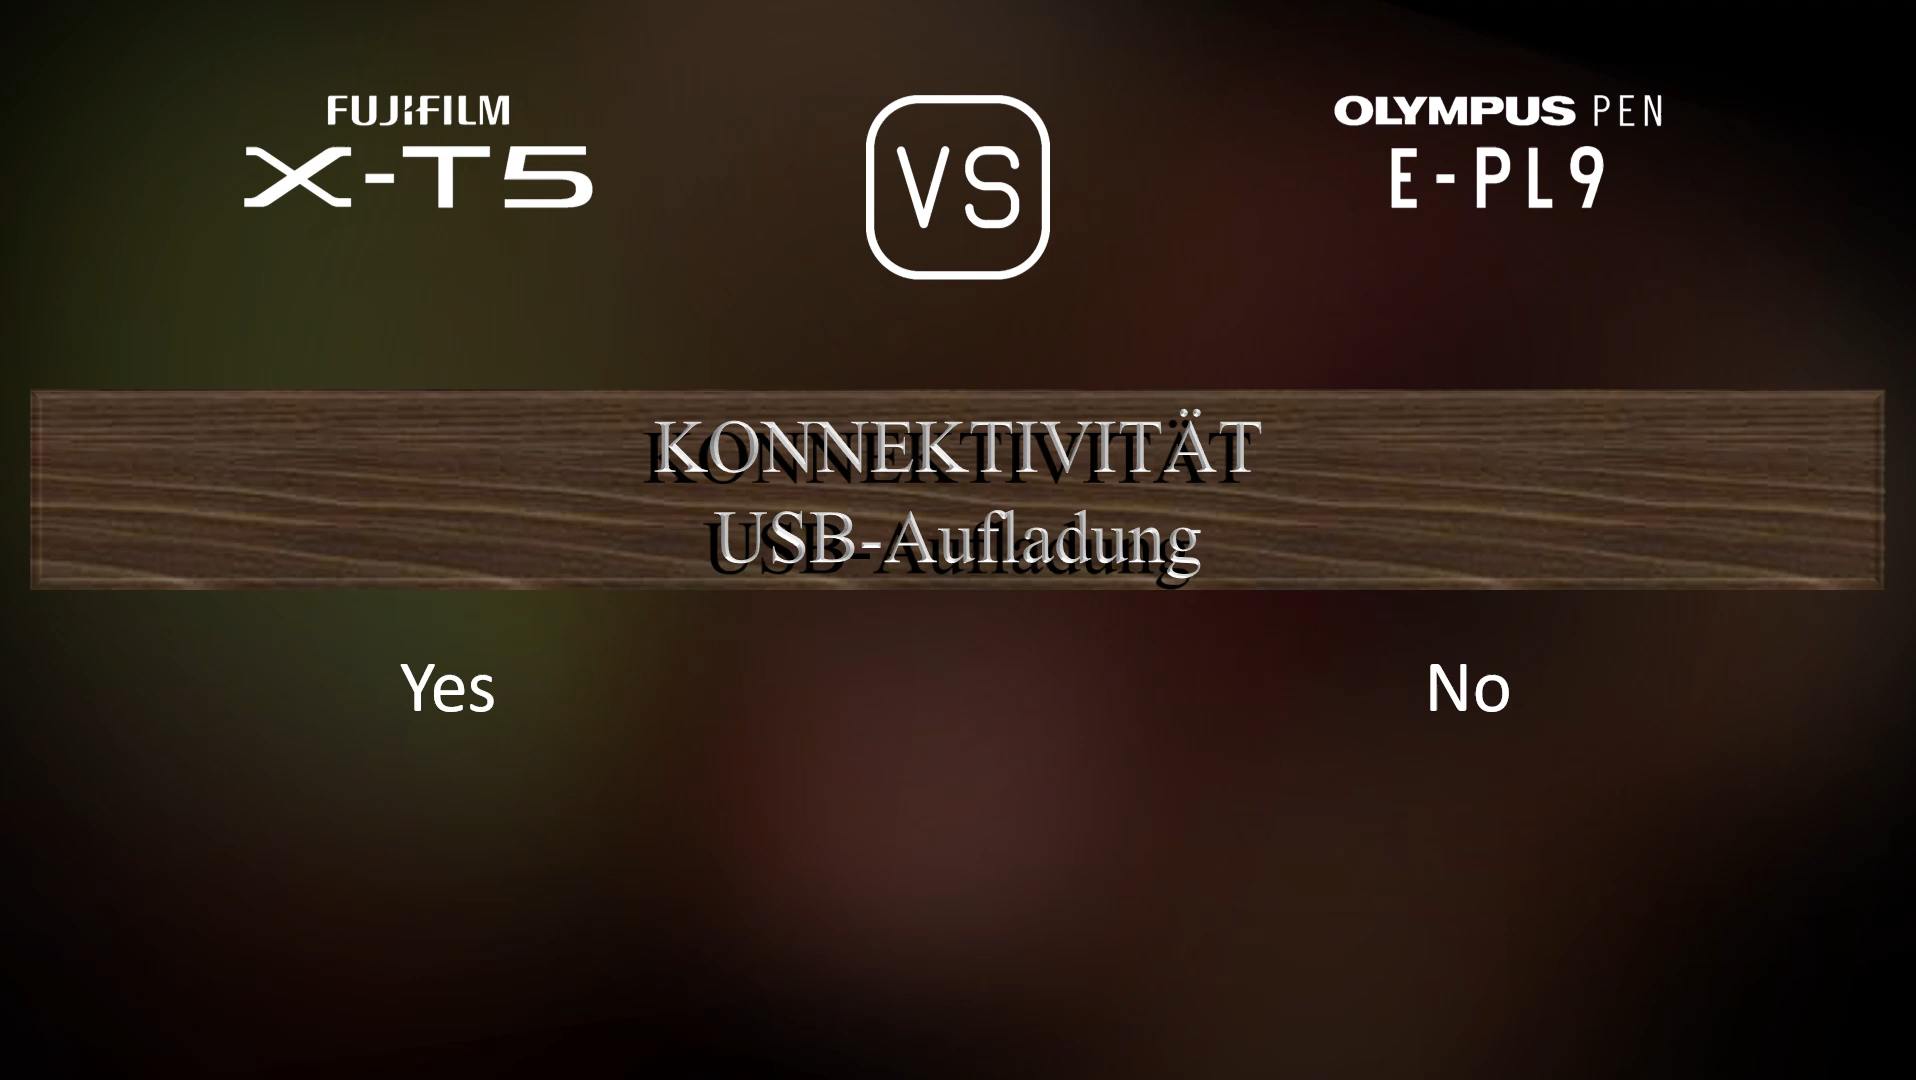 FUJIFILM
X-T5
VS
OLYMPUS PEN
E-PL9
KONNEKTIVITÄT
USB-Aufladung
Yes
No